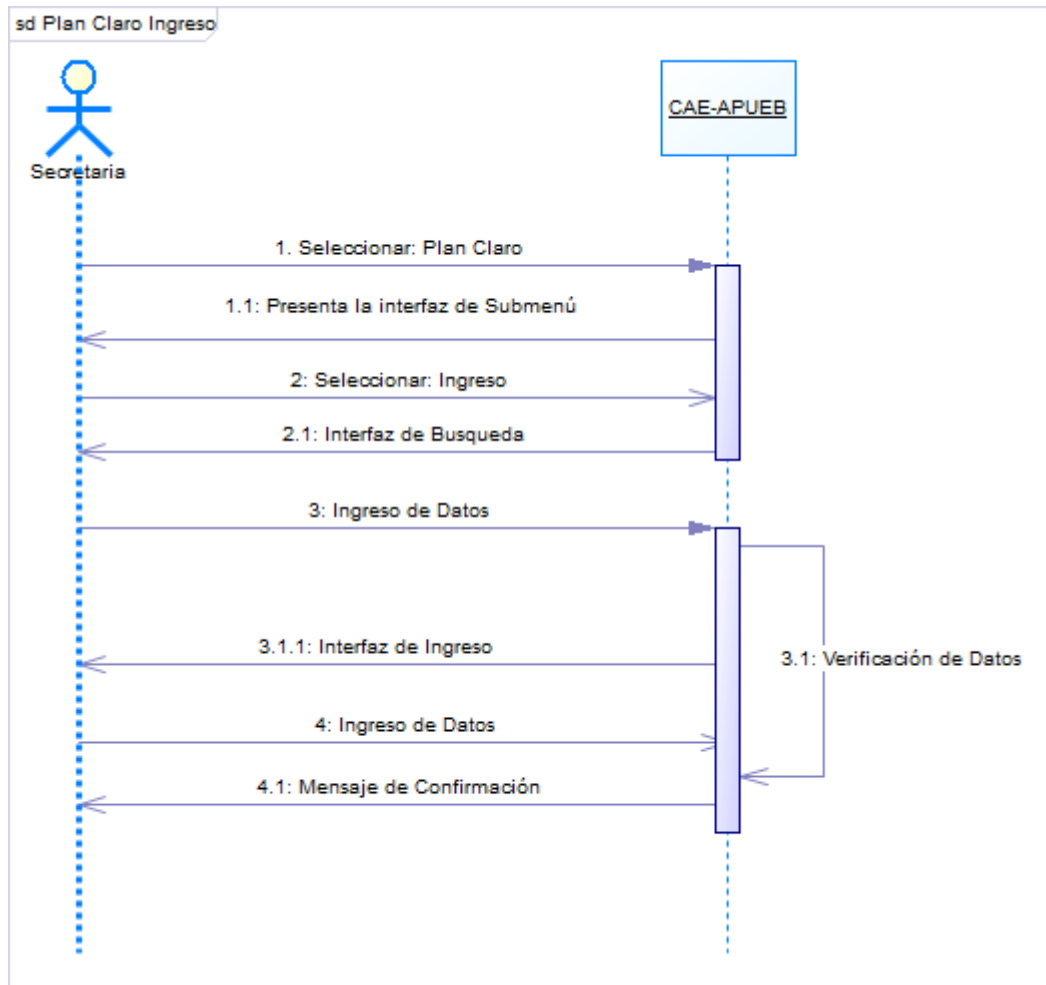 sd Plan Claro Ingreso
CAE-APUEB
Secretaria
1. Seleccionar: Plan Claro
1.1: Presenta la interfaz de Submenú
2: Seleccionar: Ingreso
2.1: Interfaz de Busqueda
3: Ingreso de Datos
3.1.1: Interfaz de Ingreso
3.1: Verificación de Datos
4: Ingreso de Datos
4.1: Mensaje de Confirmación